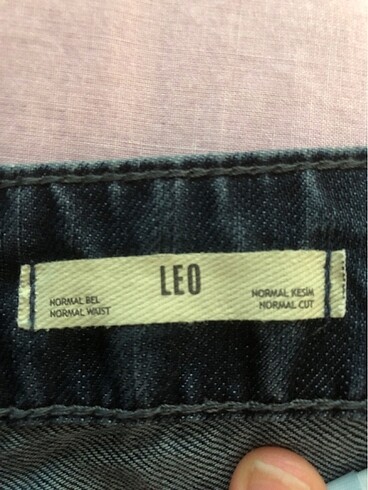 LEO
NORMAL BEL
NORMAL WAIST
NORMAL KESİM
NORMAL CUT